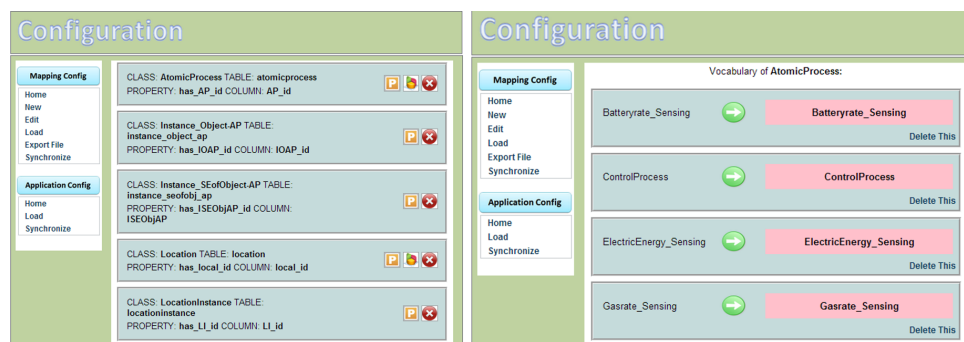 Configuration
Mapping Config
Home
New
Edit
Load
Export File
Synchronize
Application Config
Home
Load
Synchronize
CLASS: AtomicProcess TABLE: atomicprocess
PROPERTY: has_AP_id COLUMN: AP_id
P
CLASS: Instance_Object-AP TABLE:
instance_object_ap
PROPERTY: has_IOAP_id COLUMN: IOAP_id
P
CLASS: Instance_SEofObject-AP TABLE:
instance_seofobj_ap
PROPERTY: has_ISEObjAP_id COLUMN:
ISEObjAP
P
CLASS: Location TABLE: location
PROPERTY: has_local_id COLUMN: local_id
P
CLASS: LocationInstance TABLE:
locationinstance
PROPERTY: has_LI_id COLUMN: LI_id
P
Configuration
Mapping Config
Home
New
Edit
Load
Export File
Synchronize
Application Config
Home
Load
Synchronize
Vocabulary of AtomicProcess:
Batteryrate_Sensing Batteryrate_Sensing
Delete This
ControlProcess ControlProcess
Delete This
ElectricEnergy_Sensing ElectricEnergy_Sensing
Delete This
Gasrate_Sensing Gasrate_Sensing
Delete This